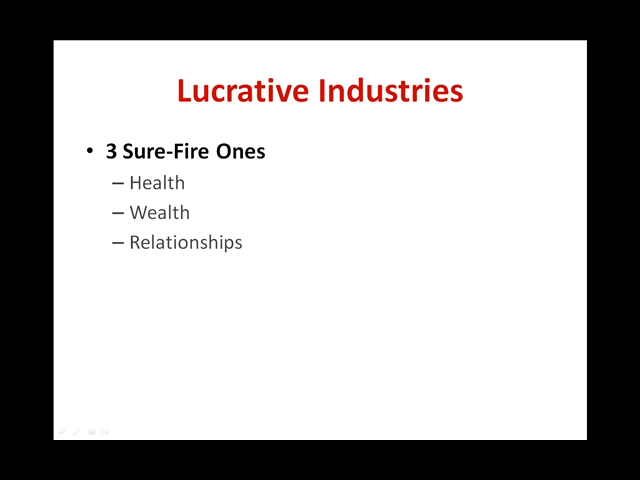 Lucrative Industries
• 3 Sure-Fire Ones
– Health
– Wealth
– Relationships